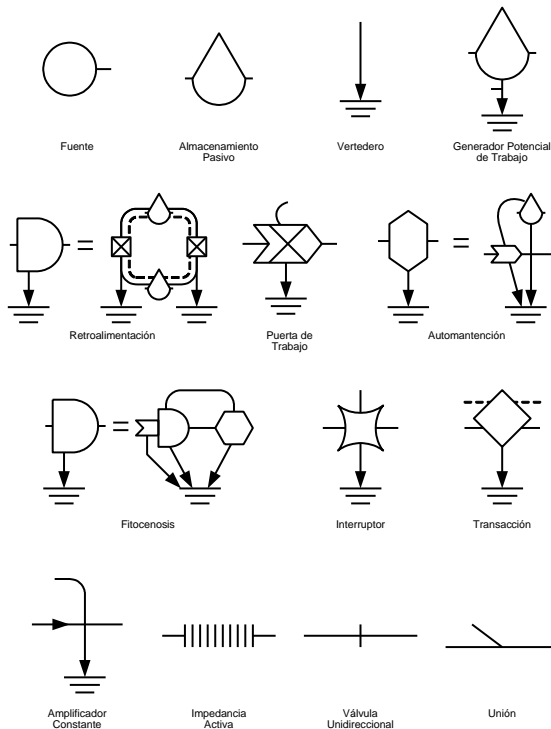 Fuente
Almacenamiento
Pasivo
Vertedero
Generador Potencial
de Trabajo
Retroalimentación
Puerta de
Trabajo
Automantención
Fitocenosis
Interruptor
Transacción
Amplificador
Constante
Impedancia
Activa
Válvula
Unidireccional
Unión